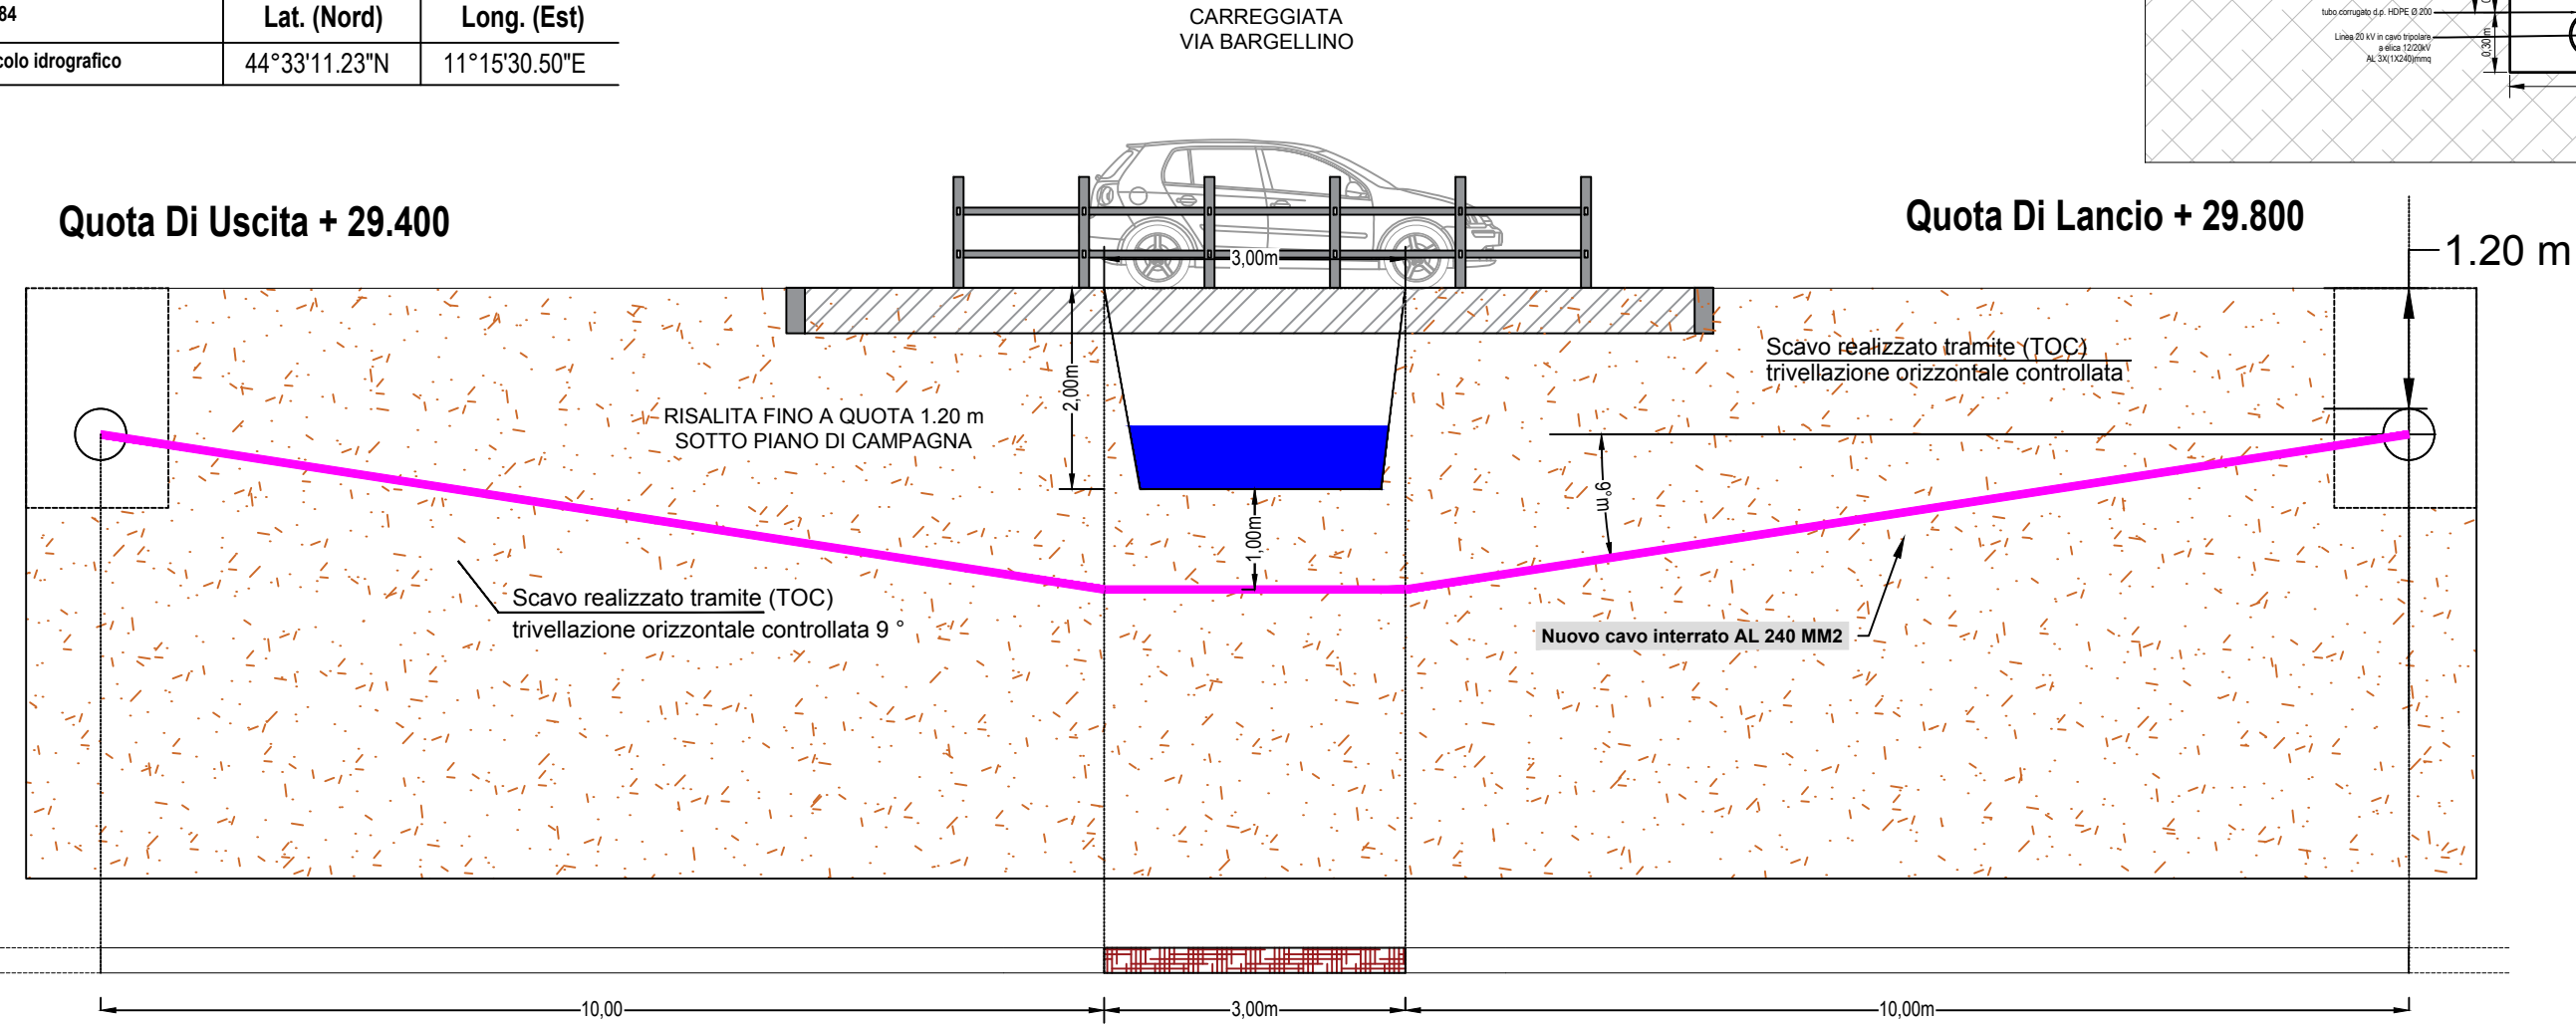 84
Lat. (Nord)
Long. (Est)
colo idrografico
44°33'11.23"N
11°15'30.50"E
CARREGGIATA
VIA BARGELLINO
tubo corrugato d.p. HDPE Ø 200
Linea 20 kV in cavo tripolare
a elica 12/20kV
AL 3X(1X240)mmq
0,30m
Quota Di Uscita + 29.400
Quota Di Lancio + 29.800
1.20 m
3,00m
2,00m
Scavo realizzato tramite (TOC)
trivellazione orizzontale controllata
RISALITA FINO A QUOTA 1.20 m
SOTTO PIANO DI CAMPAGNA
9°m
1,00m
Scavo realizzato tramite (TOC)
trivellazione orizzontale controllata 9 °
Nuovo cavo interrato AL 240 MM2
10,00
3,00m
10,00m